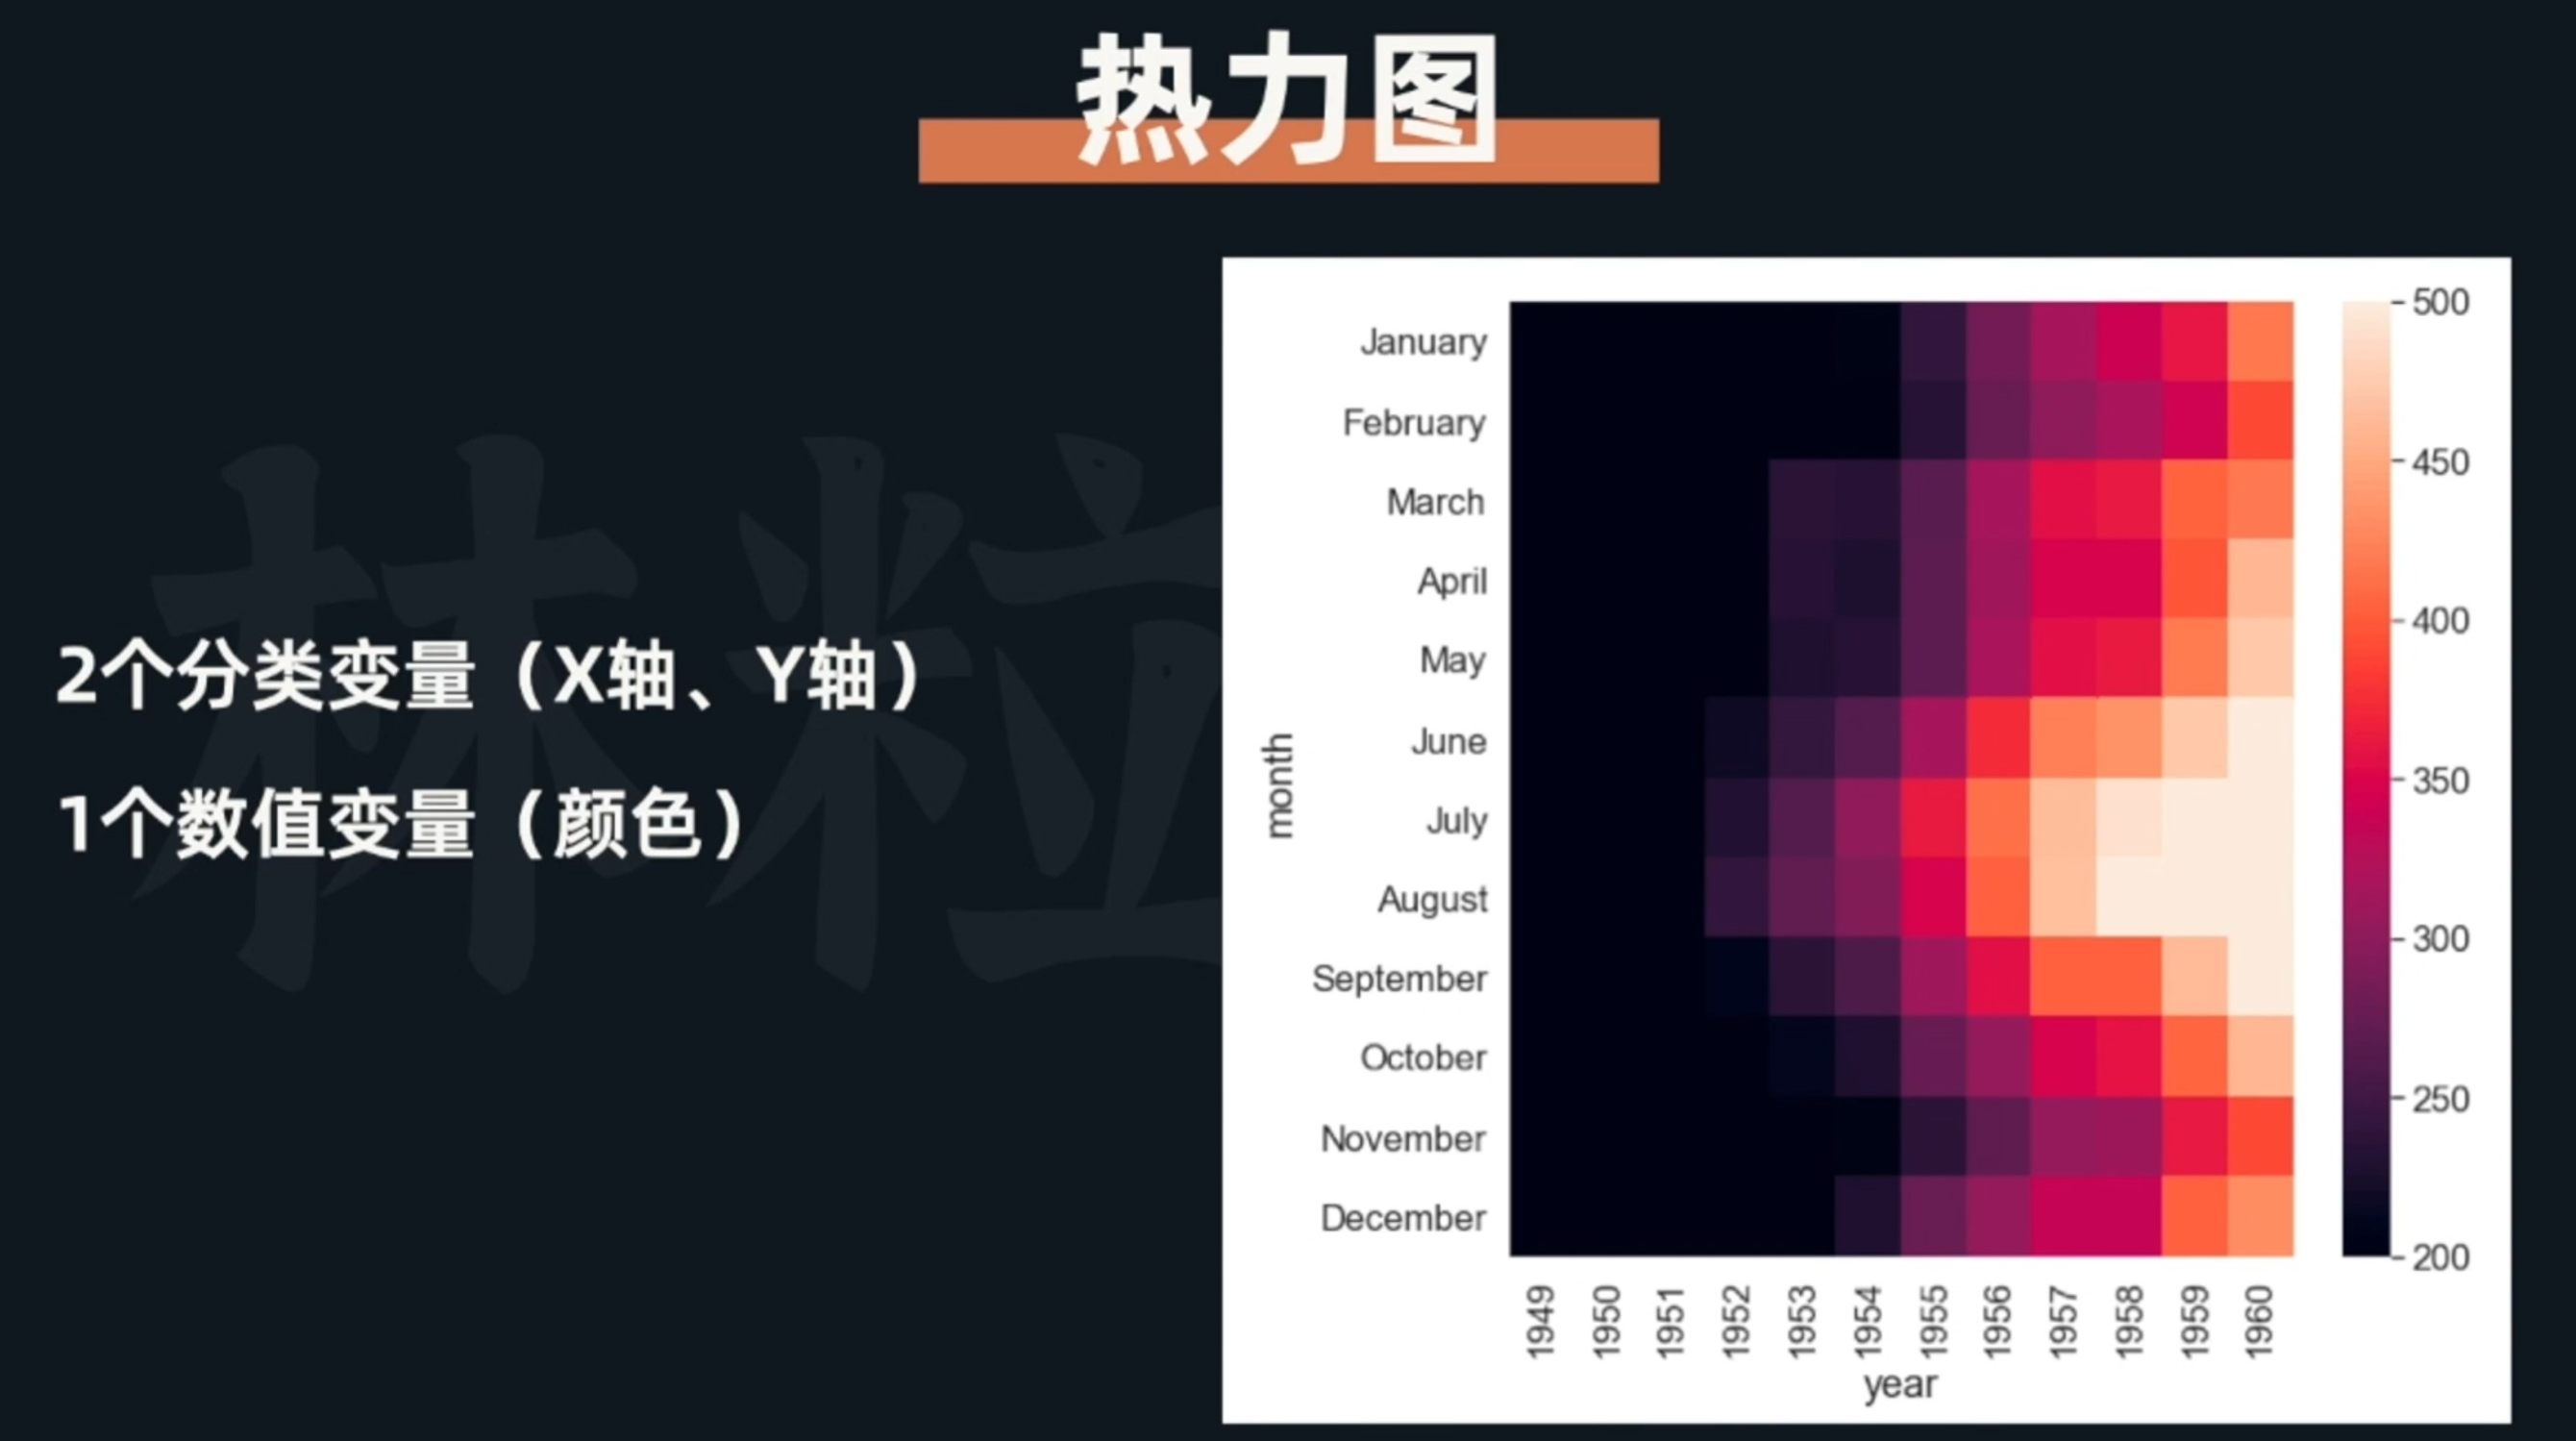 热力图
2个分类变量（X轴、Y轴）
1个数值变量（颜色）
林粒
month
January
February
March
April
May
June
July
August
September
October
November
December
1949 1950 1951 1952 1953 1954 1955 1956 1957 1958 1959 1960
year
500
450
400
350
300
250
200